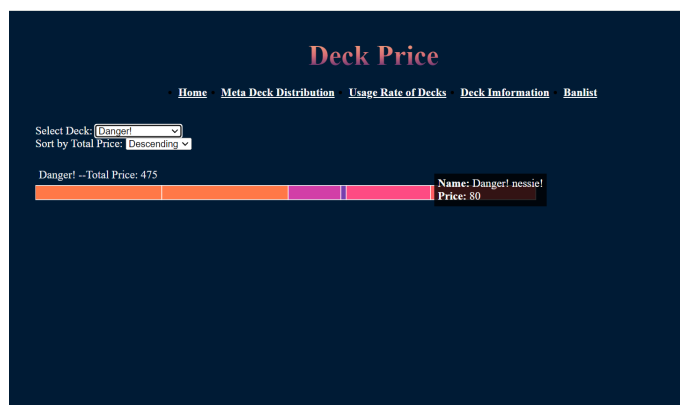 Deck Price
Home Meta Deck Distribution Usage Rate of Decks Deck Imformation Banlist
Select Deck: Danger!
Sort by Total Price: Descending
Danger! --Total Price: 475
Name: Danger! nessie!
Price: 80